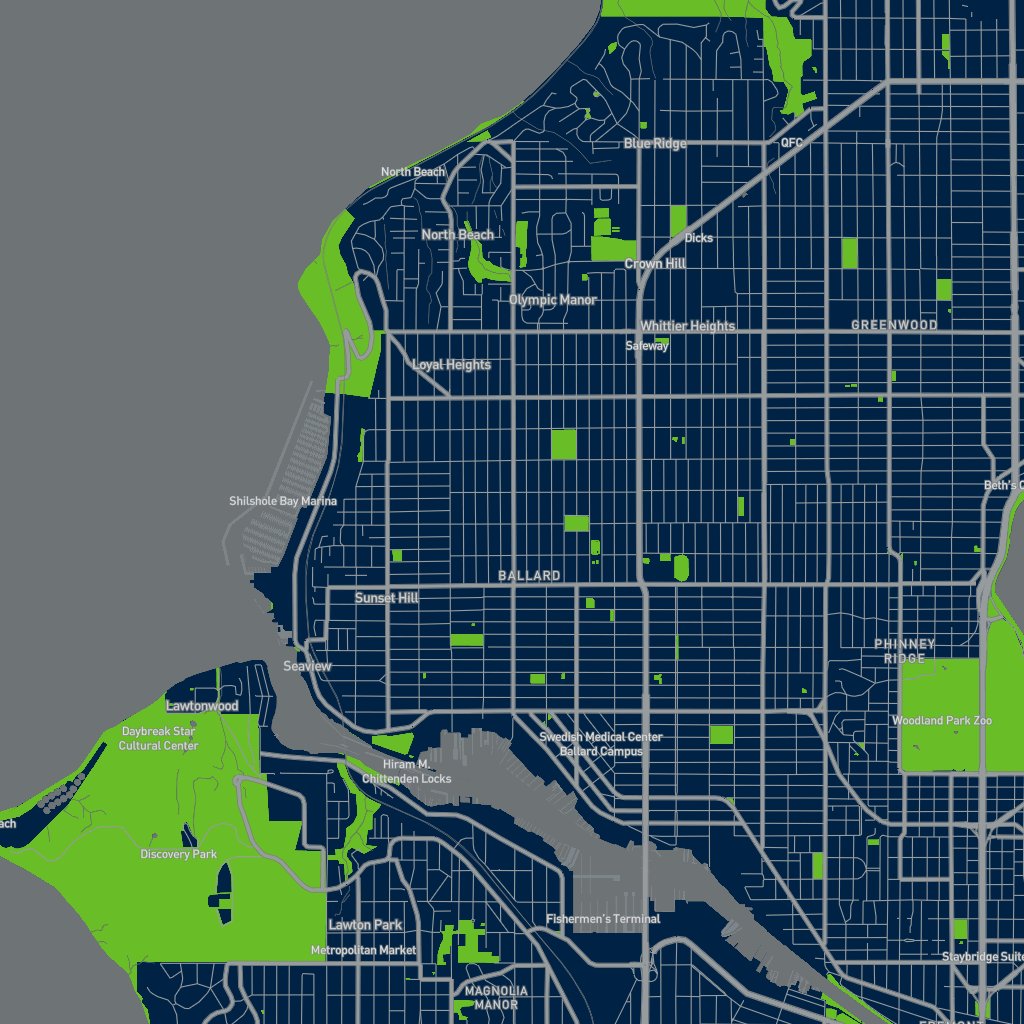 Blue Ridge
QFC
North Beach
North Beach
Dicks
Crown Hill
Olympic Manor
Whittier Heights
GREENWOOD
Safeway
Loyal Heights
Beth's C
Shilshole Bay Marina
BALLARD
Sunset Hill
PHINNEY
RIDGE
Seaview
Lawtonwood
Woodland Park Zoo
Daybreak Star
Cultural Center
Swedish Medical Center
Ballard Campus
Hiram M.
Chittenden Locks
ach
Discovery Park
Fishermen's Terminal
Lawton Park
Metropolitan Market
Staybridge Suite
MAGNOLIA
MANOR
FREMONT